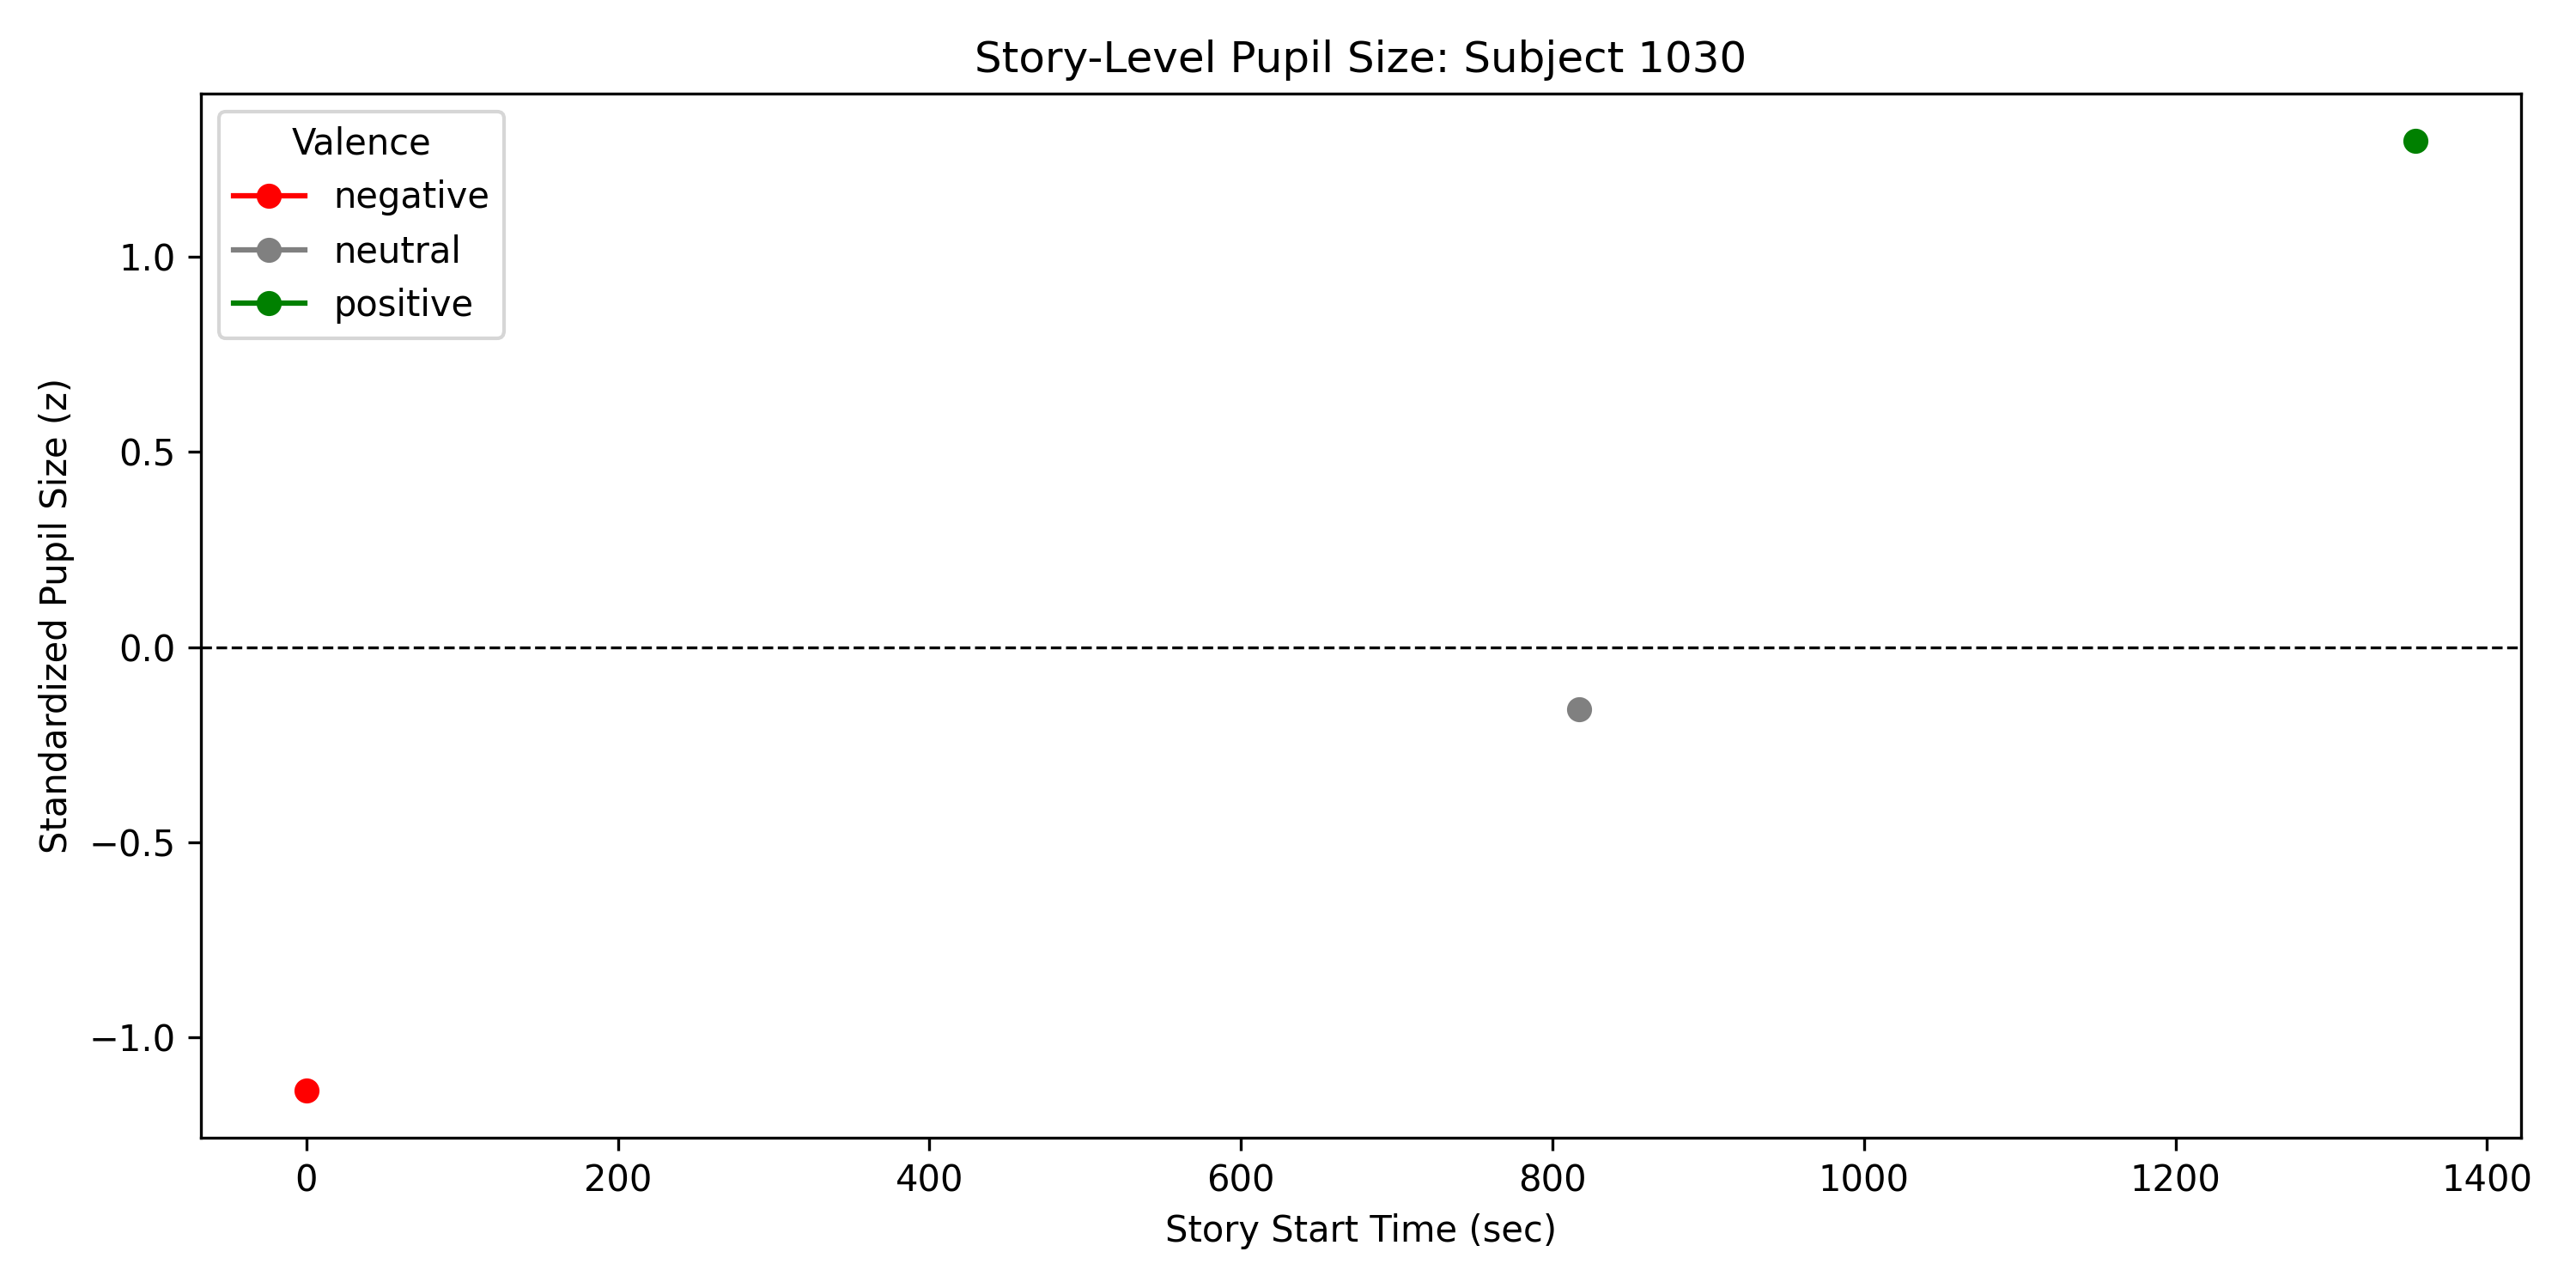 Story-Level Pupil Size: Subject 1030
Valence
negative
neutral
positive
Standardized Pupil Size (z)
1.0
0.5
0.0
−0.5
−1.0
0 200 400 600 800 1000 1200 1400
Story Start Time (sec)